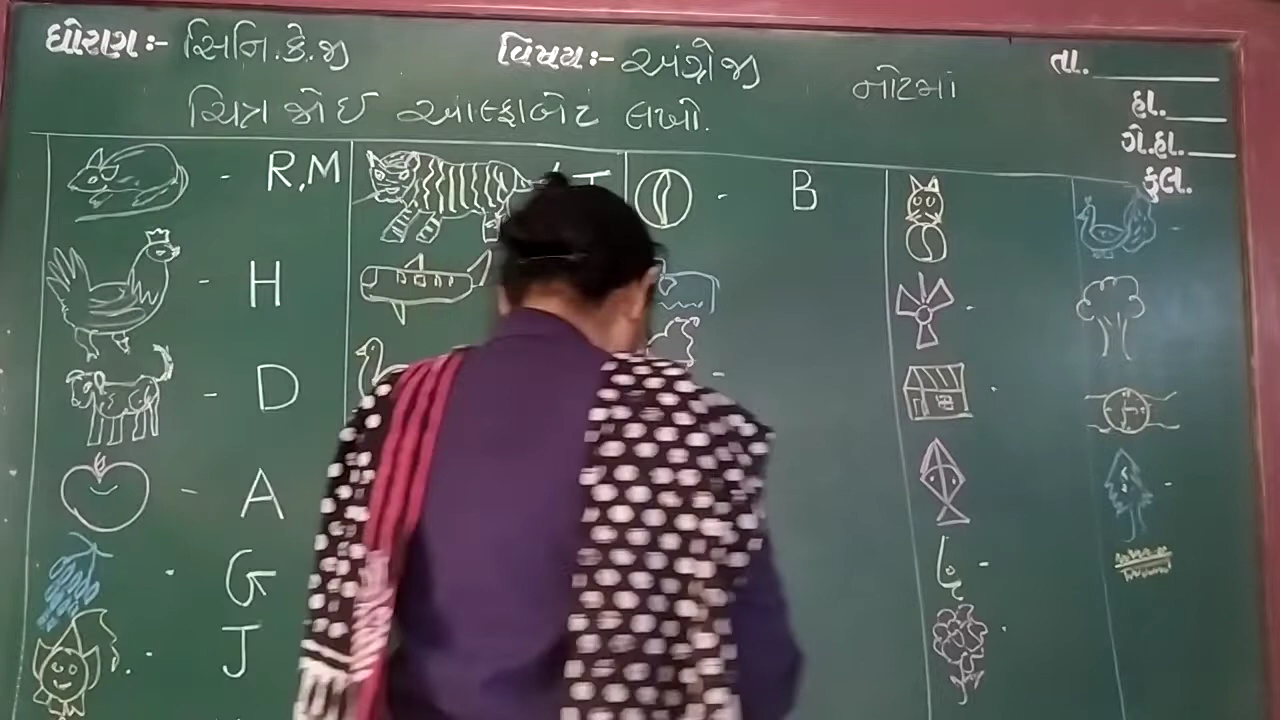 ધોરણ:- સિનિ.કે.જી વિષય:- અંગ્રેજી નોટમાં તા.
ચિત્ર જોઈ આલ્ફાબેટ લખો. હા.
ગે.હા.
કુલ.
R,M T B
H
D
A
G
J